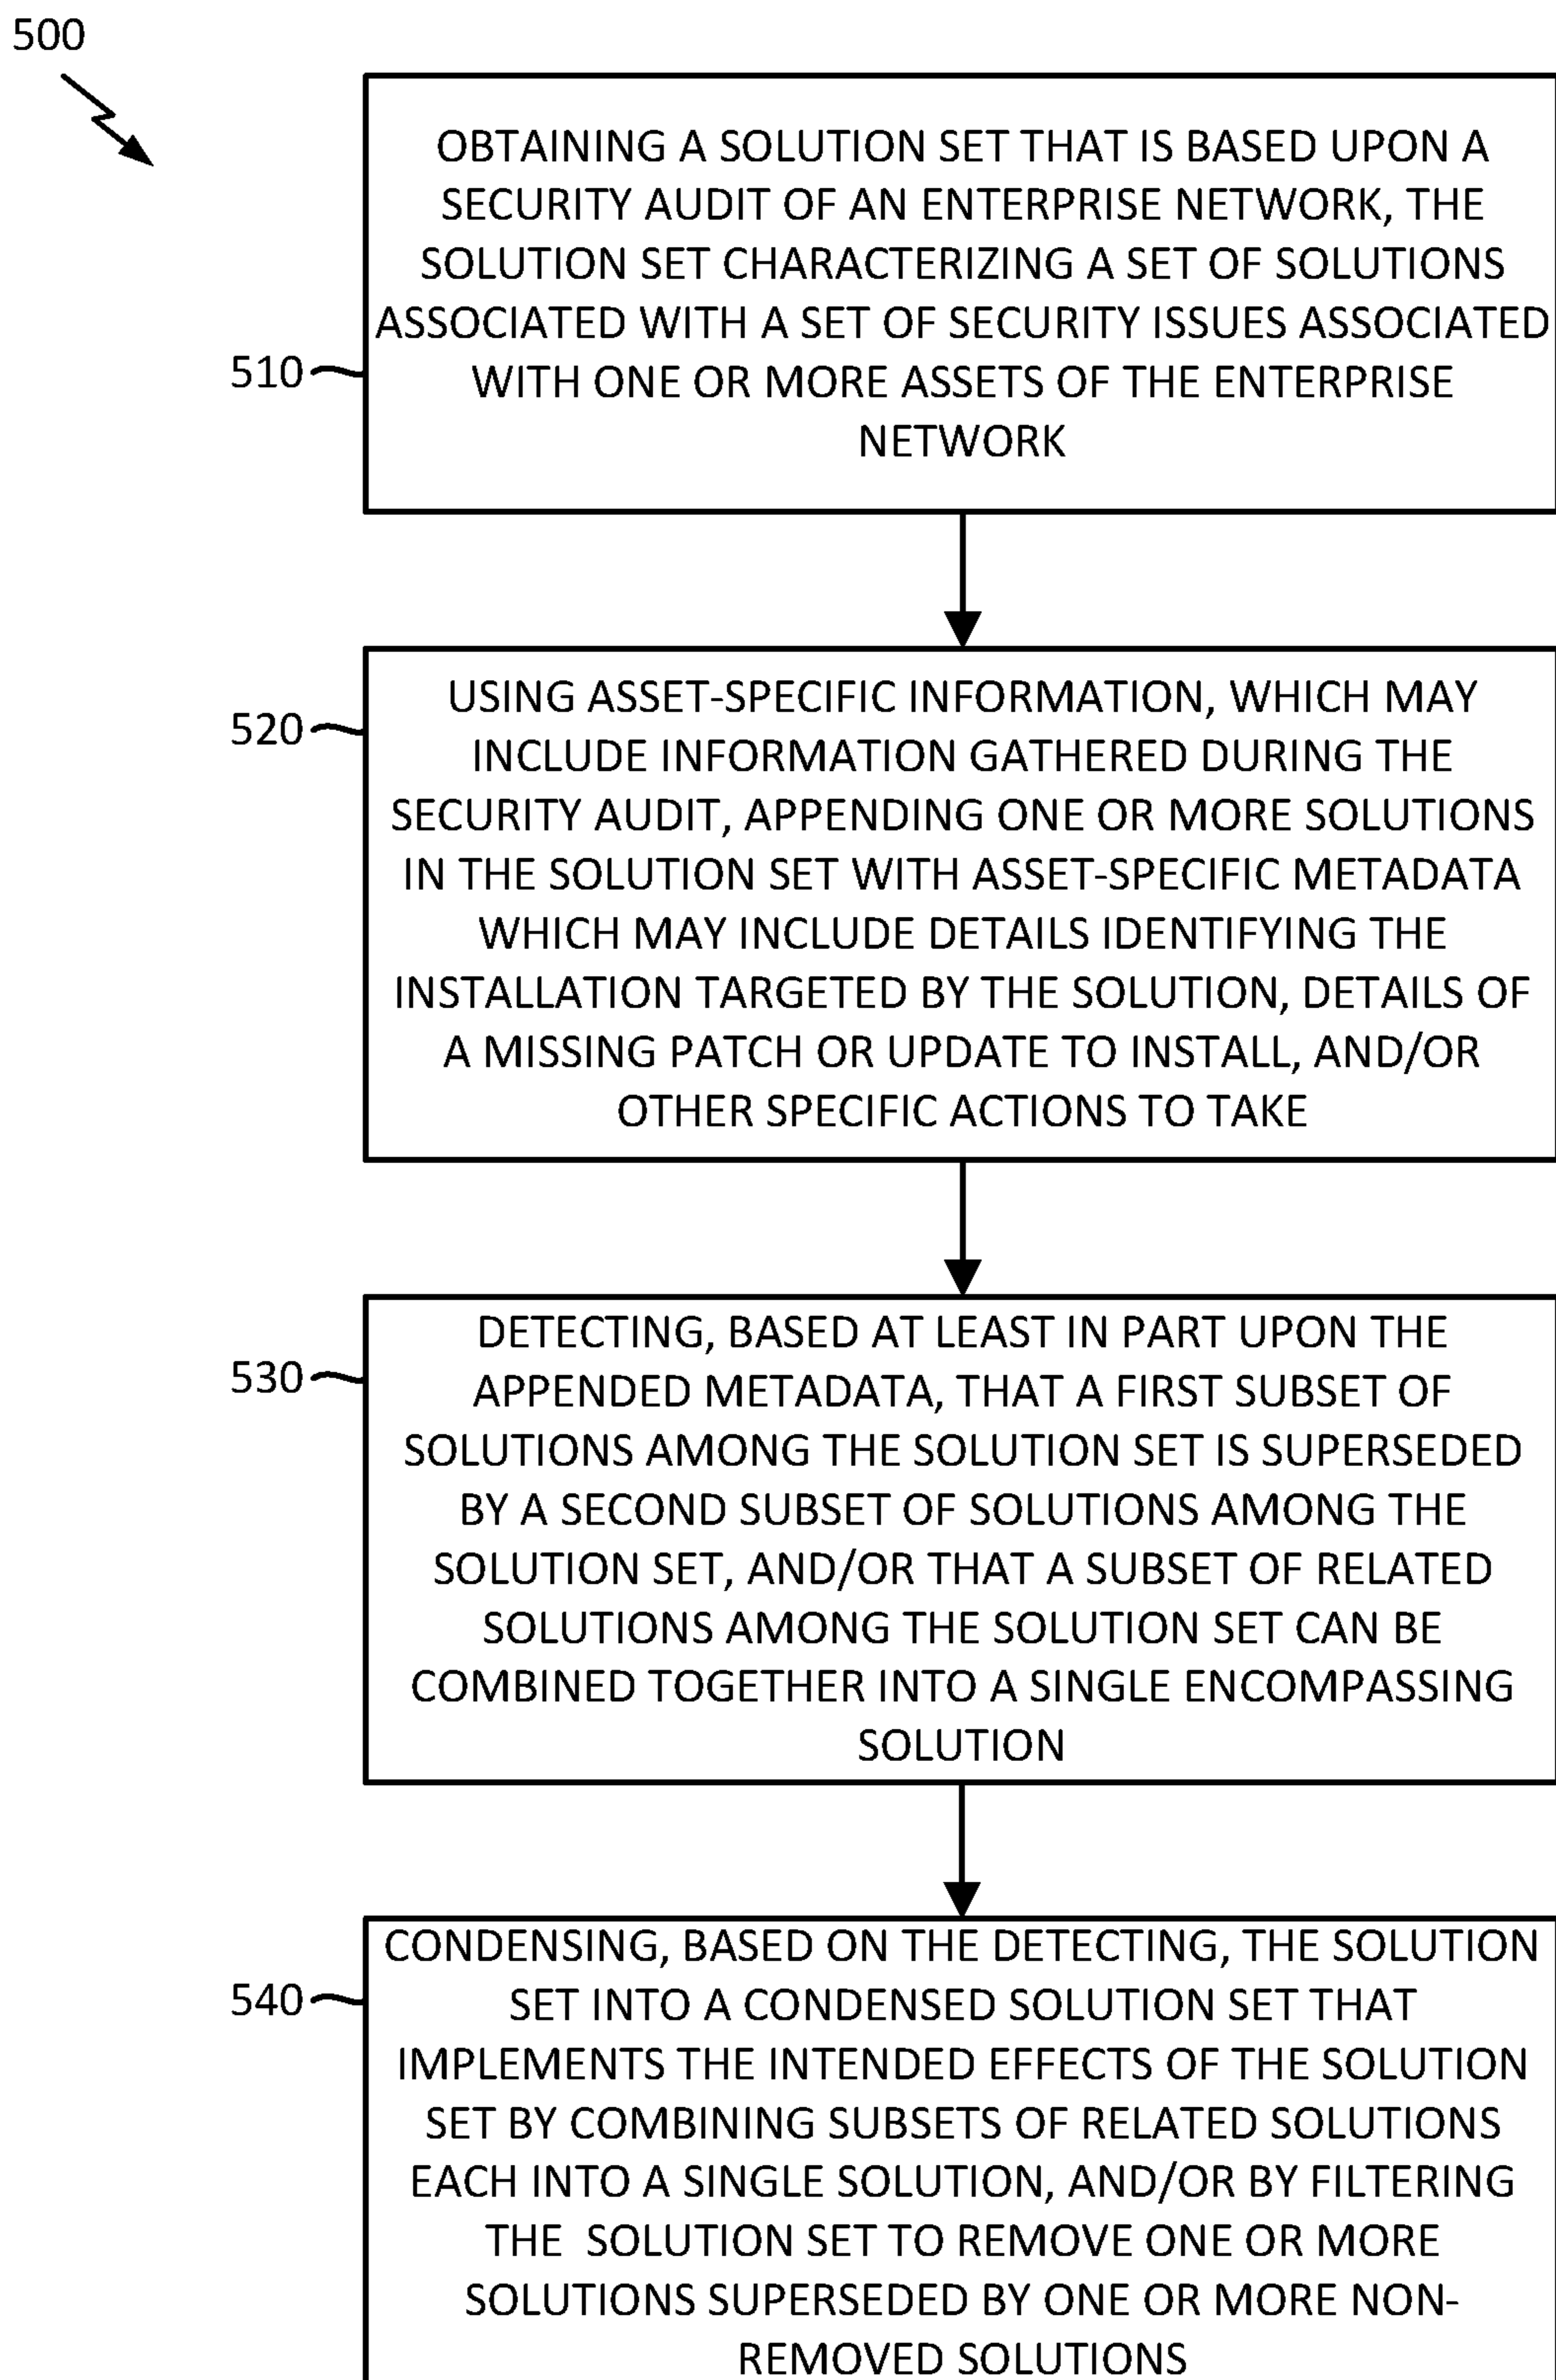 500
OBTAINING A SOLUTION SET THAT IS BASED UPON A
SECURITY AUDIT OF AN ENTERPRISE NETWORK, THE
SOLUTION SET CHARACTERIZING A SET OF SOLUTIONS
ASSOCIATED WITH A SET OF SECURITY ISSUES ASSOCIATED
510
WITH ONE OR MORE ASSETS OF THE ENTERPRISE
NETWORK
USING ASSET-SPECIFIC INFORMATION, WHICH MAY
520
INCLUDE INFORMATION GATHERED DURING THE
SECURITY AUDIT, APPENDING ONE OR MORE SOLUTIONS
IN THE SOLUTION SET WITH ASSET-SPECIFIC METADATA
WHICH MAY INCLUDE DETAILS IDENTIFYING THE
INSTALLATION TARGETED BY THE SOLUTION, DETAILS OF
A MISSING PATCH OR UPDATE TO INSTALL, AND/OR
OTHER SPECIFIC ACTIONS TO TAKE
DETECTING, BASED AT LEAST IN PART UPON THE
530
APPENDED METADATA, THAT A FIRST SUBSET OF
SOLUTIONS AMONG THE SOLUTION SET IS SUPERSEDED
BY A SECOND SUBSET OF SOLUTIONS AMONG THE
SOLUTION SET, AND/OR THAT A SUBSET OF RELATED
SOLUTIONS AMONG THE SOLUTION SET CAN BE
COMBINED TOGETHER INTO A SINGLE ENCOMPASSING
SOLUTION
CONDENSING, BASED ON THE DETECTING, THE SOLUTION
540
SET INTO A CONDENSED SOLUTION SET THAT
IMPLEMENTS THE INTENDED EFFECTS OF THE SOLUTION
SET BY COMBINING SUBSETS OF RELATED SOLUTIONS
EACH INTO A SINGLE SOLUTION, AND/OR BY FILTERING
THE SOLUTION SET TO REMOVE ONE OR MORE
SOLUTIONS SUPERSEDED BY ONE OR MORE NON-
REMOVED SOLUTIONS